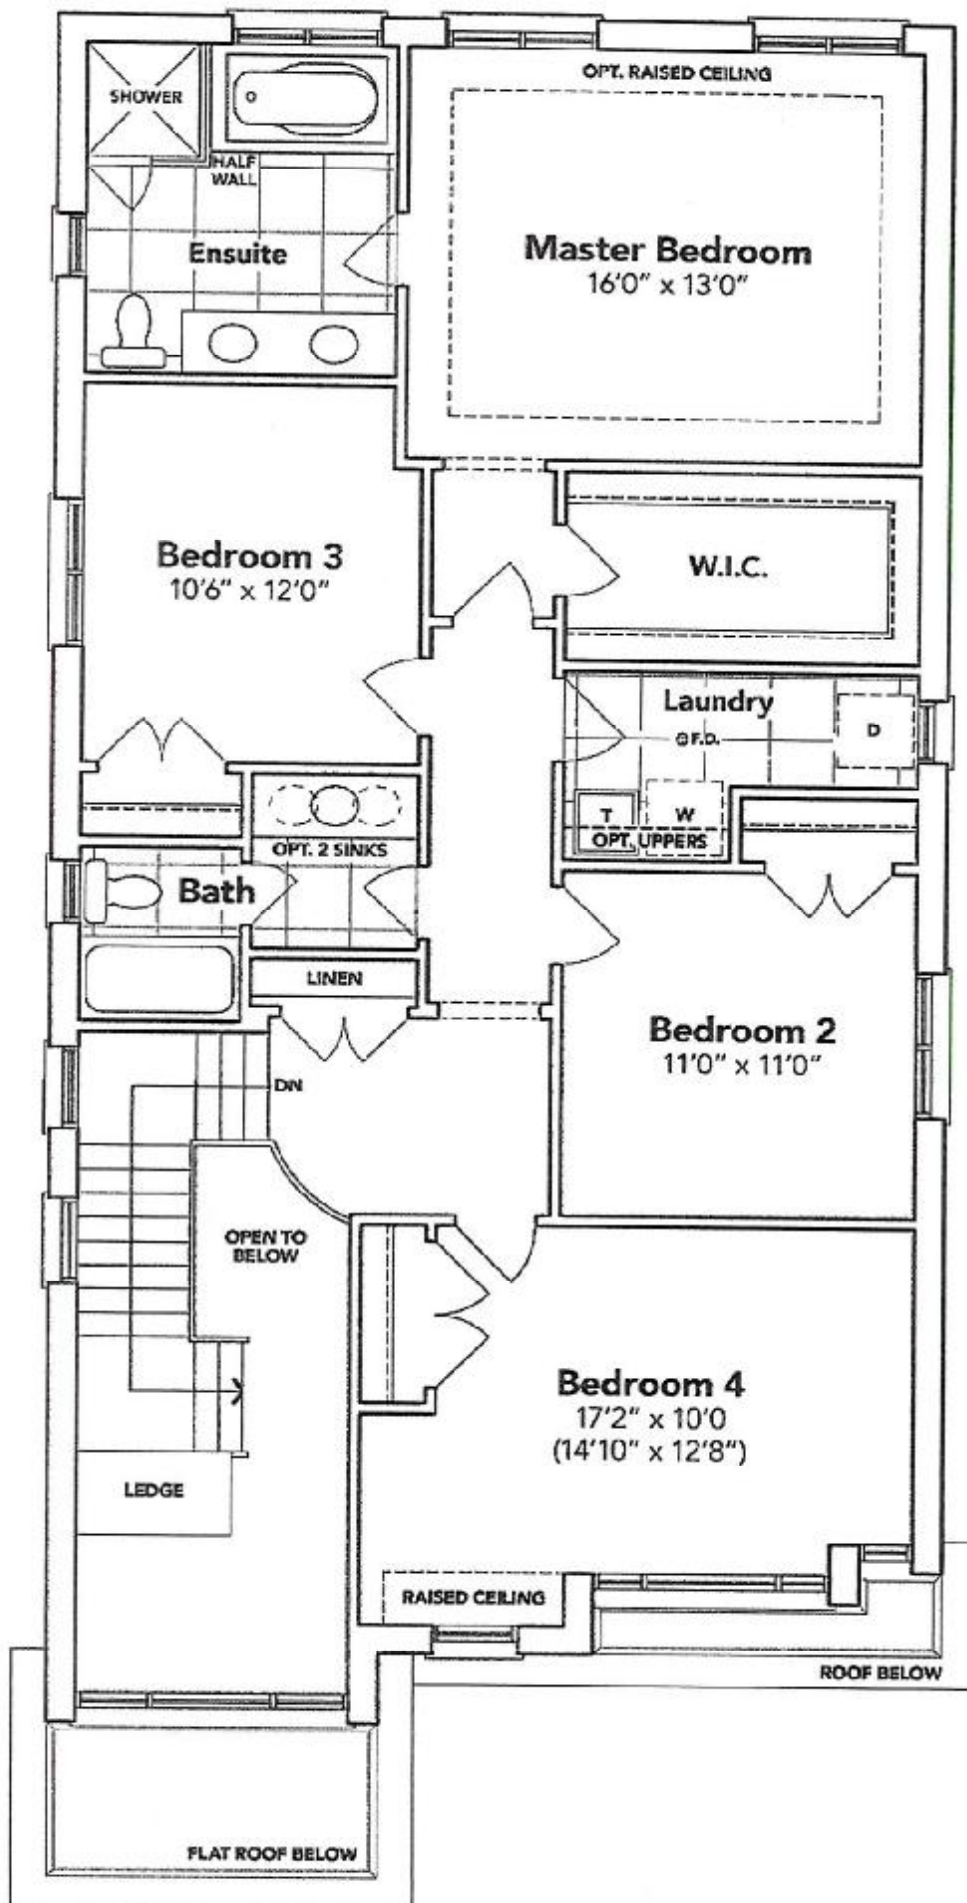 OPT. RAISED CEILING
SHOWER
HALF
WALL
Ensuite
Master Bedroom
16'0" x 13'0"
Bedroom 3
10'6" x 12'0"
W.I.C.
Laundry
F.D.
D
T
W
OPT. UPPERS
OPT. 2 SINKS
Bath
LINEN
Bedroom 2
11'0" x 11'0"
DN
OPEN TO
BELOW
Bedroom 4
17'2" x 10'0
(14'10" x 12'8")
LEDGE
RAISED CEILING
ROOF BELOW
FLAT ROOF BELOW